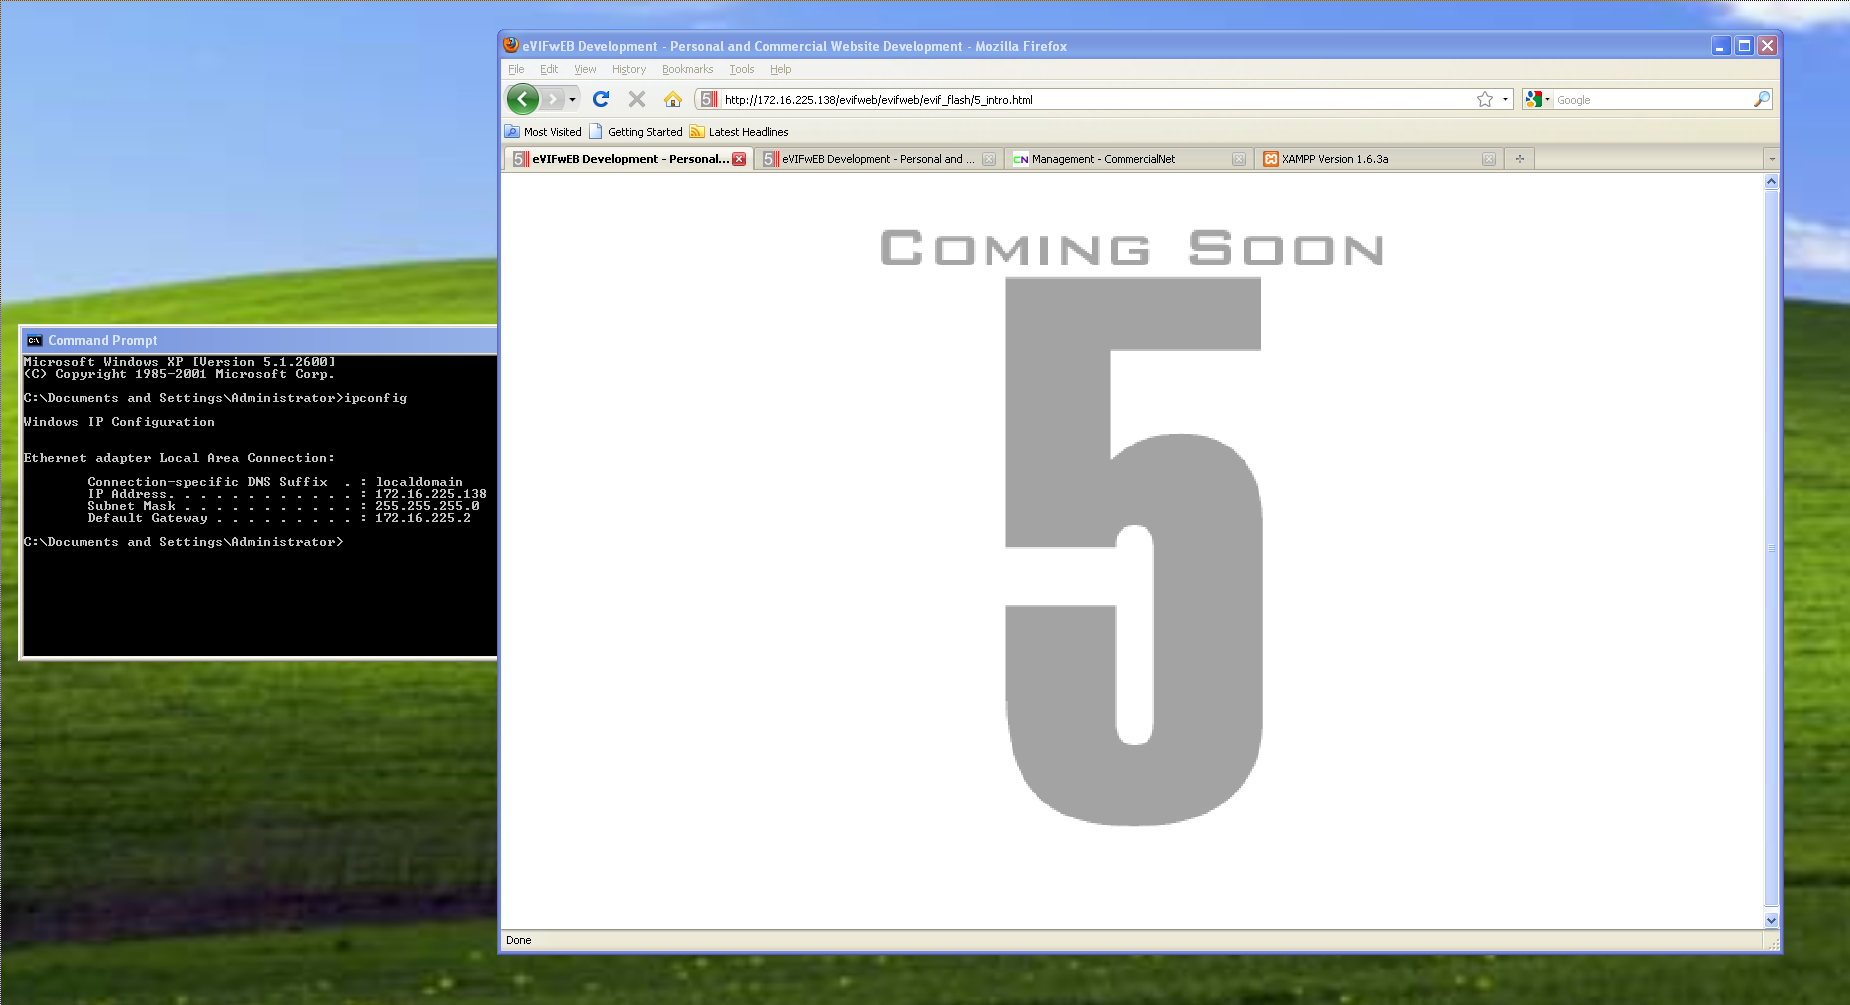 eVIFwEB Development - Personal and Commercial Website Development - Mozilla Firefox
File Edit View History Bookmarks Tools Help
http://172.16.225.138/evifweb/evifweb/evif_flash/5_intro.html
Google
Most Visited Getting Started Latest Headlines
5 eVIFwEB Development - Personal... 5 eVIFwEB Development - Personal and ... CN Management - CommercialNet XAMPP Version 1.6.3a
Coming Soon
5
Done
Command Prompt
Microsoft Windows XP [Version 5.1.2600]
(C) Copyright 1985-2001 Microsoft Corp.
C:\Documents and Settings\Administrator>ipconfig
Windows IP Configuration
Ethernet adapter Local Area Connection:
Connection-specific DNS Suffix  . : localdomain
IP Address. . . . . . . . . . . . : 172.16.225.138
Subnet Mask . . . . . . . . . . . : 255.255.255.0
Default Gateway . . . . . . . . . : 172.16.225.2
C:\Documents and Settings\Administrator>